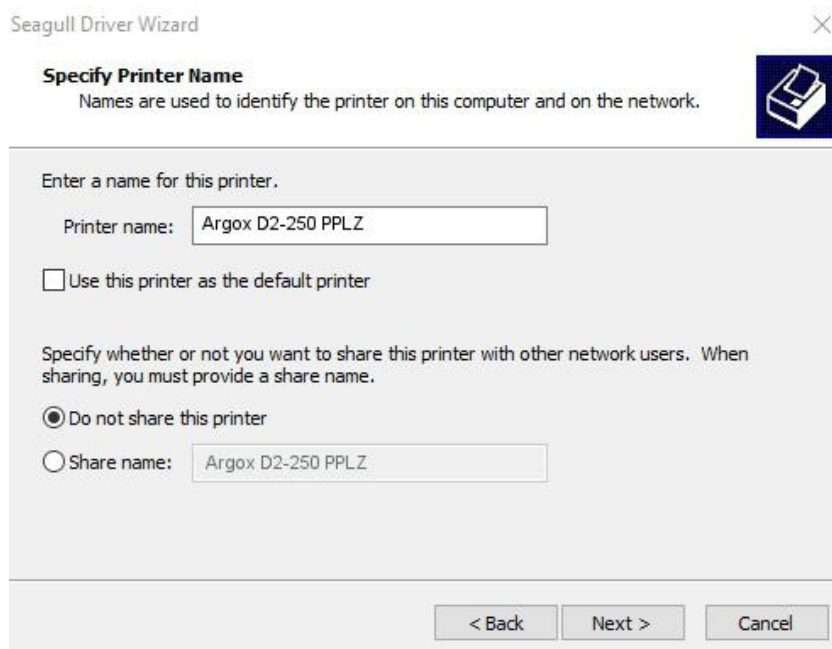 Seagull Driver Wizard
Specify Printer Name
Names are used to identify the printer on this computer and on the network.
Enter a name for this printer.
Printer name: Argox D2-250 PPLZ
Use this printer as the default printer
Specify whether or not you want to share this printer with other network users. When
sharing, you must provide a share name.
Do not share this printer
Share name: Argox D2-250 PPLZ
< Back Next > Cancel